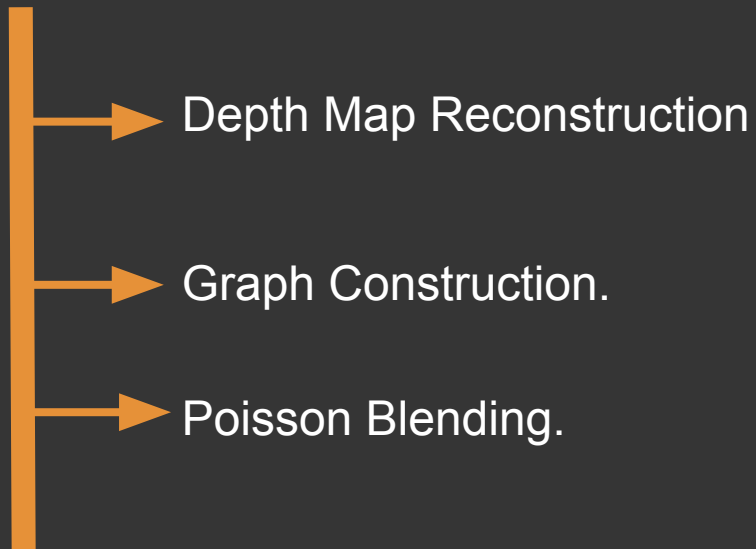 Depth Map Reconstruction
Graph Construction.
Poisson Blending.